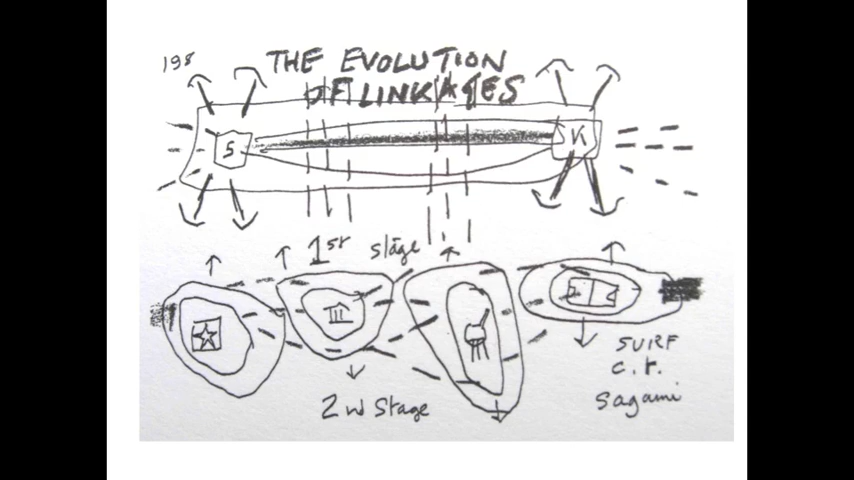 198
THE EVOLUTION
OF LINKAGES
S
K
1st stage
2nd Stage
SURF
C.t.
Sagami